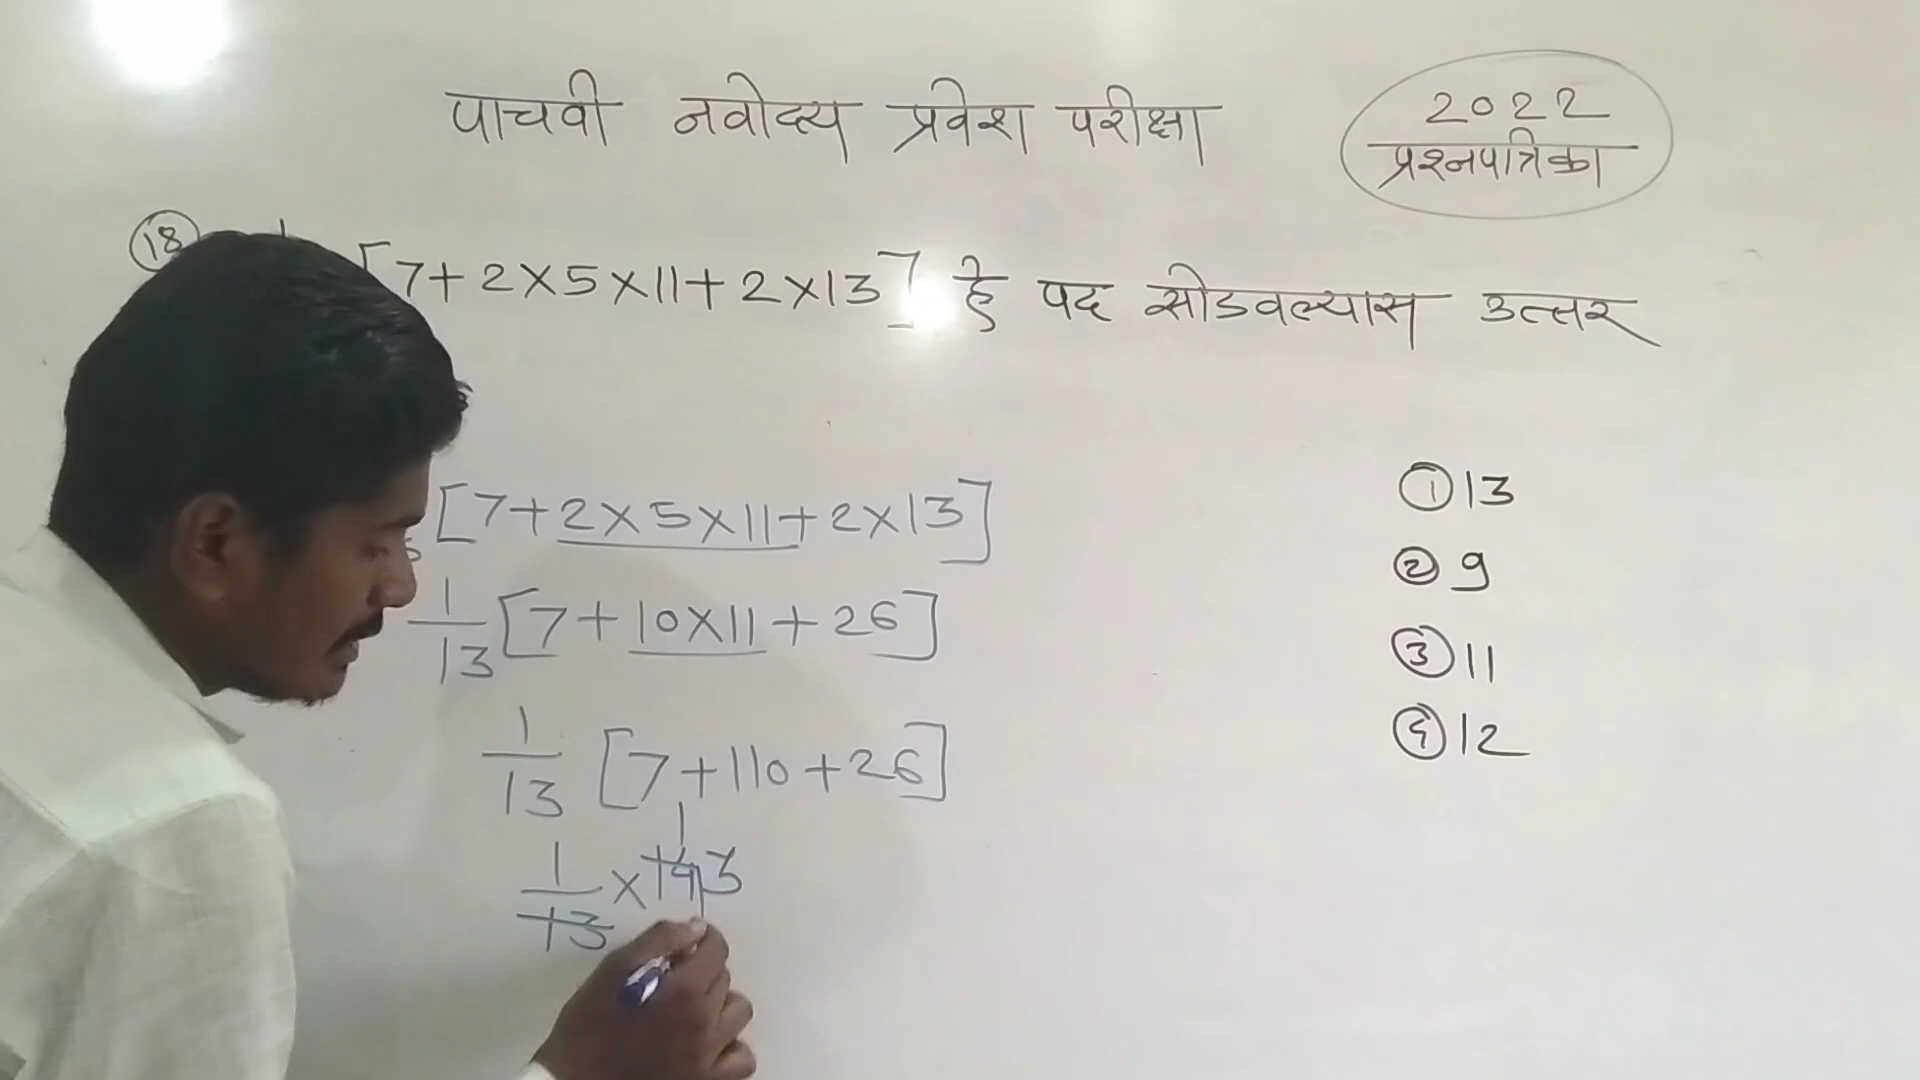 पाचवी नवोदय प्रवेश परीक्षा
2022
प्रश्नपत्रिका
18 [7+2×5×11+2×13] हे पद सोडवल्यास उत्तर
[7+2×5×11+2×13]
1/13 [7+10×11+26]
1/13 [7+110+26]
1/13 × 143
① 13
② 9
③ 11
④ 12